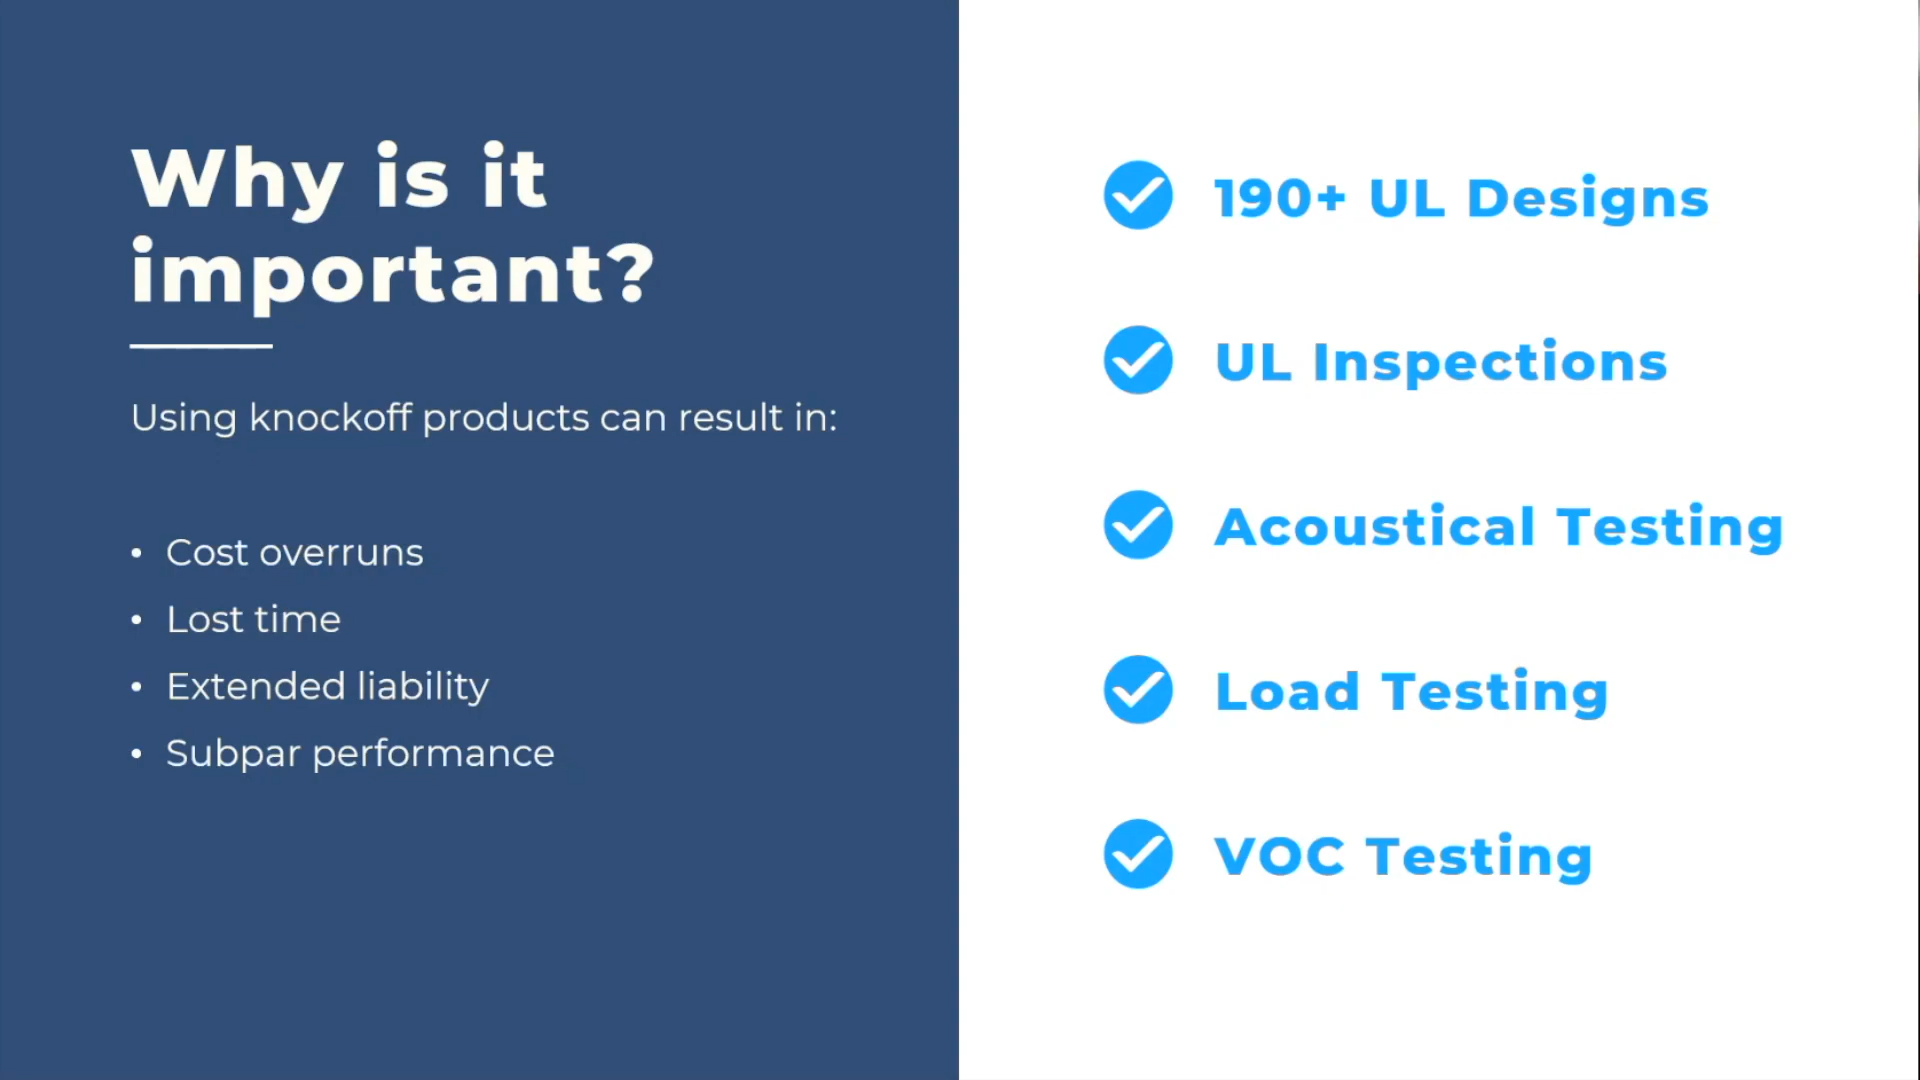 Why is it
important?
Using knockoff products can result in:
• Cost overruns
• Lost time
• Extended liability
• Subpar performance
190+ UL Designs
UL Inspections
Acoustical Testing
Load Testing
VOC Testing